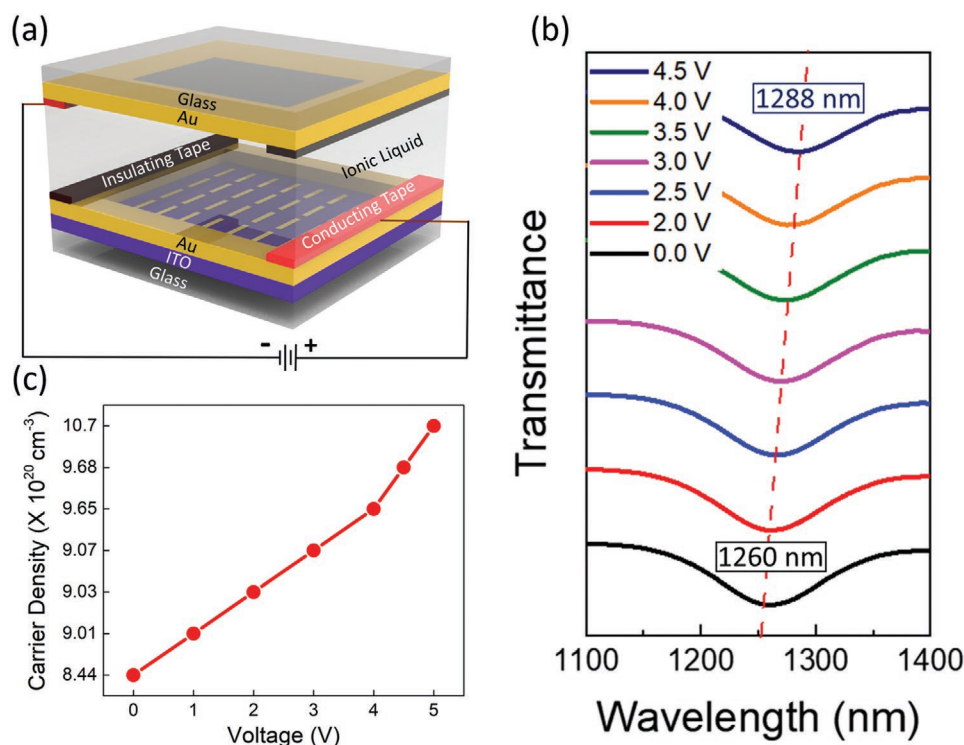 (a)
Glass
Au
Ionic Liquid
Insulating Tape
Conducting Tape
Au
ITO
Glass
- +
(b)
4.5 V
4.0 V
3.5 V
3.0 V
2.5 V
2.0 V
0.0 V
1288 nm
1260 nm
Transmittance
1100 1200 1300 1400
Wavelength (nm)
(c)
Carrier Density (X 10²⁰ cm⁻³)
10.7
9.68
9.65
9.07
9.03
9.01
8.44
0 1 2 3 4 5
Voltage (V)